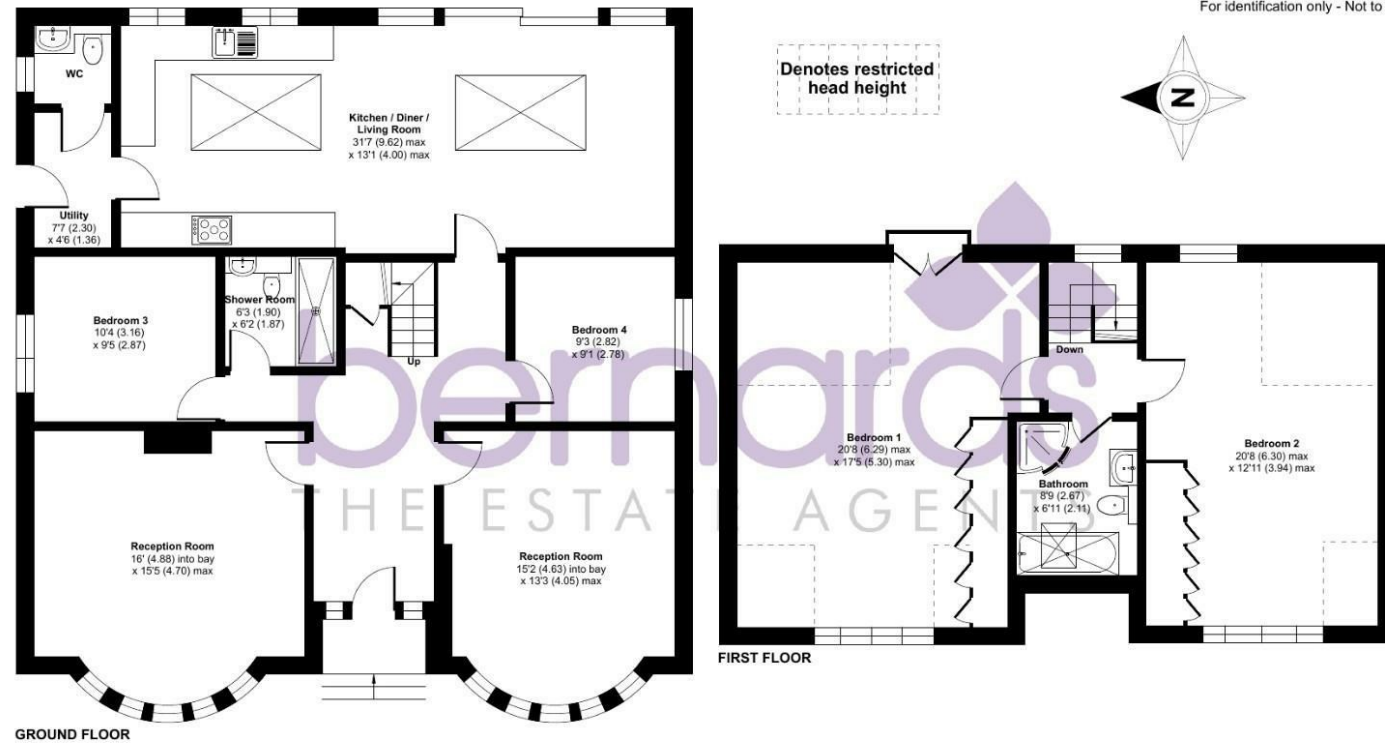 For identification only - Not to
Denotes restricted
head height
N
WC
Kitchen / Diner /
Living Room
31'7 (9.62) max
x 13'1 (4.00) max
Utility
7'7 (2.30)
x 4'6 (1.36)
Bedroom 3
10'4 (3.16)
x 9'5 (2.87)
Shower Room
6'3 (1.90)
x 6'2 (1.87)
Up
Bedroom 4
9'3 (2.82)
x 9'1 (2.78)
Reception Room
16' (4.88) into bay
x 15'5 (4.70) max
Reception Room
15'2 (4.63) into bay
x 13'3 (4.05) max
GROUND FLOOR
Down
Bedroom 1
20'8 (6.29) max
x 17'5 (5.30) max
Bathroom
8'9 (2.67)
x 6'11 (2.11)
Bedroom 2
20'8 (6.30) max
x 12'11 (3.94) max
FIRST FLOOR
bernards
THE ESTATE AGENTS